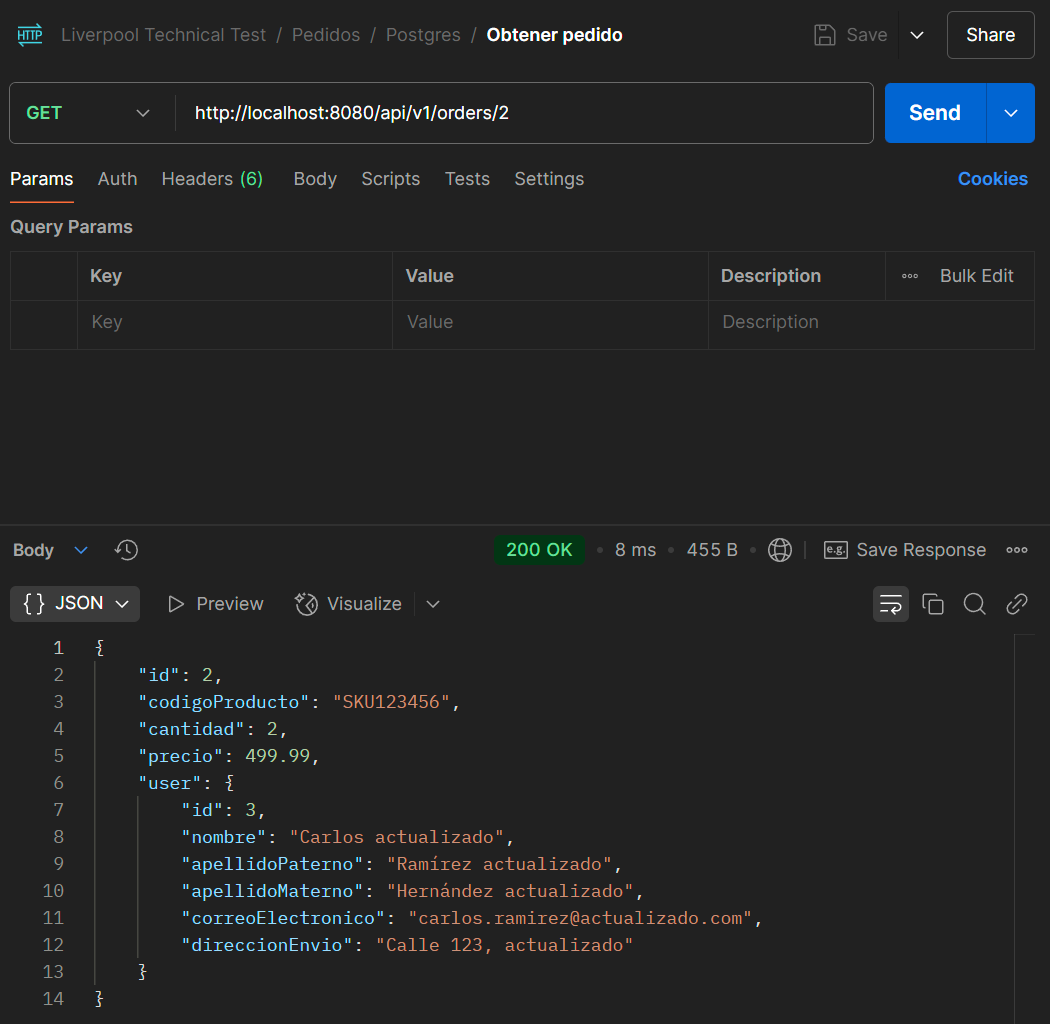 HTTP Liverpool Technical Test / Pedidos / Postgres / Obtener pedido Save Share
GET http://localhost:8080/api/v1/orders/2 Send
Params Auth Headers (6) Body Scripts Tests Settings Cookies
Query Params
Key Value Description Bulk Edit
Key Value Description
Body 200 OK • 8 ms • 455 B • e.g. Save Response
{} JSON Preview Visualize
1 {
2 "id": 2,
3 "codigoProducto": "SKU123456",
4 "cantidad": 2,
5 "precio": 499.99,
6 "user": {
7 "id": 3,
8 "nombre": "Carlos actualizado",
9 "apellidoPaterno": "Ramírez actualizado",
10 "apellidoMaterno": "Hernández actualizado",
11 "correoElectronico": "carlos.ramirez@actualizado.com",
12 "direccionEnvio": "Calle 123, actualizado"
13 }
14 }